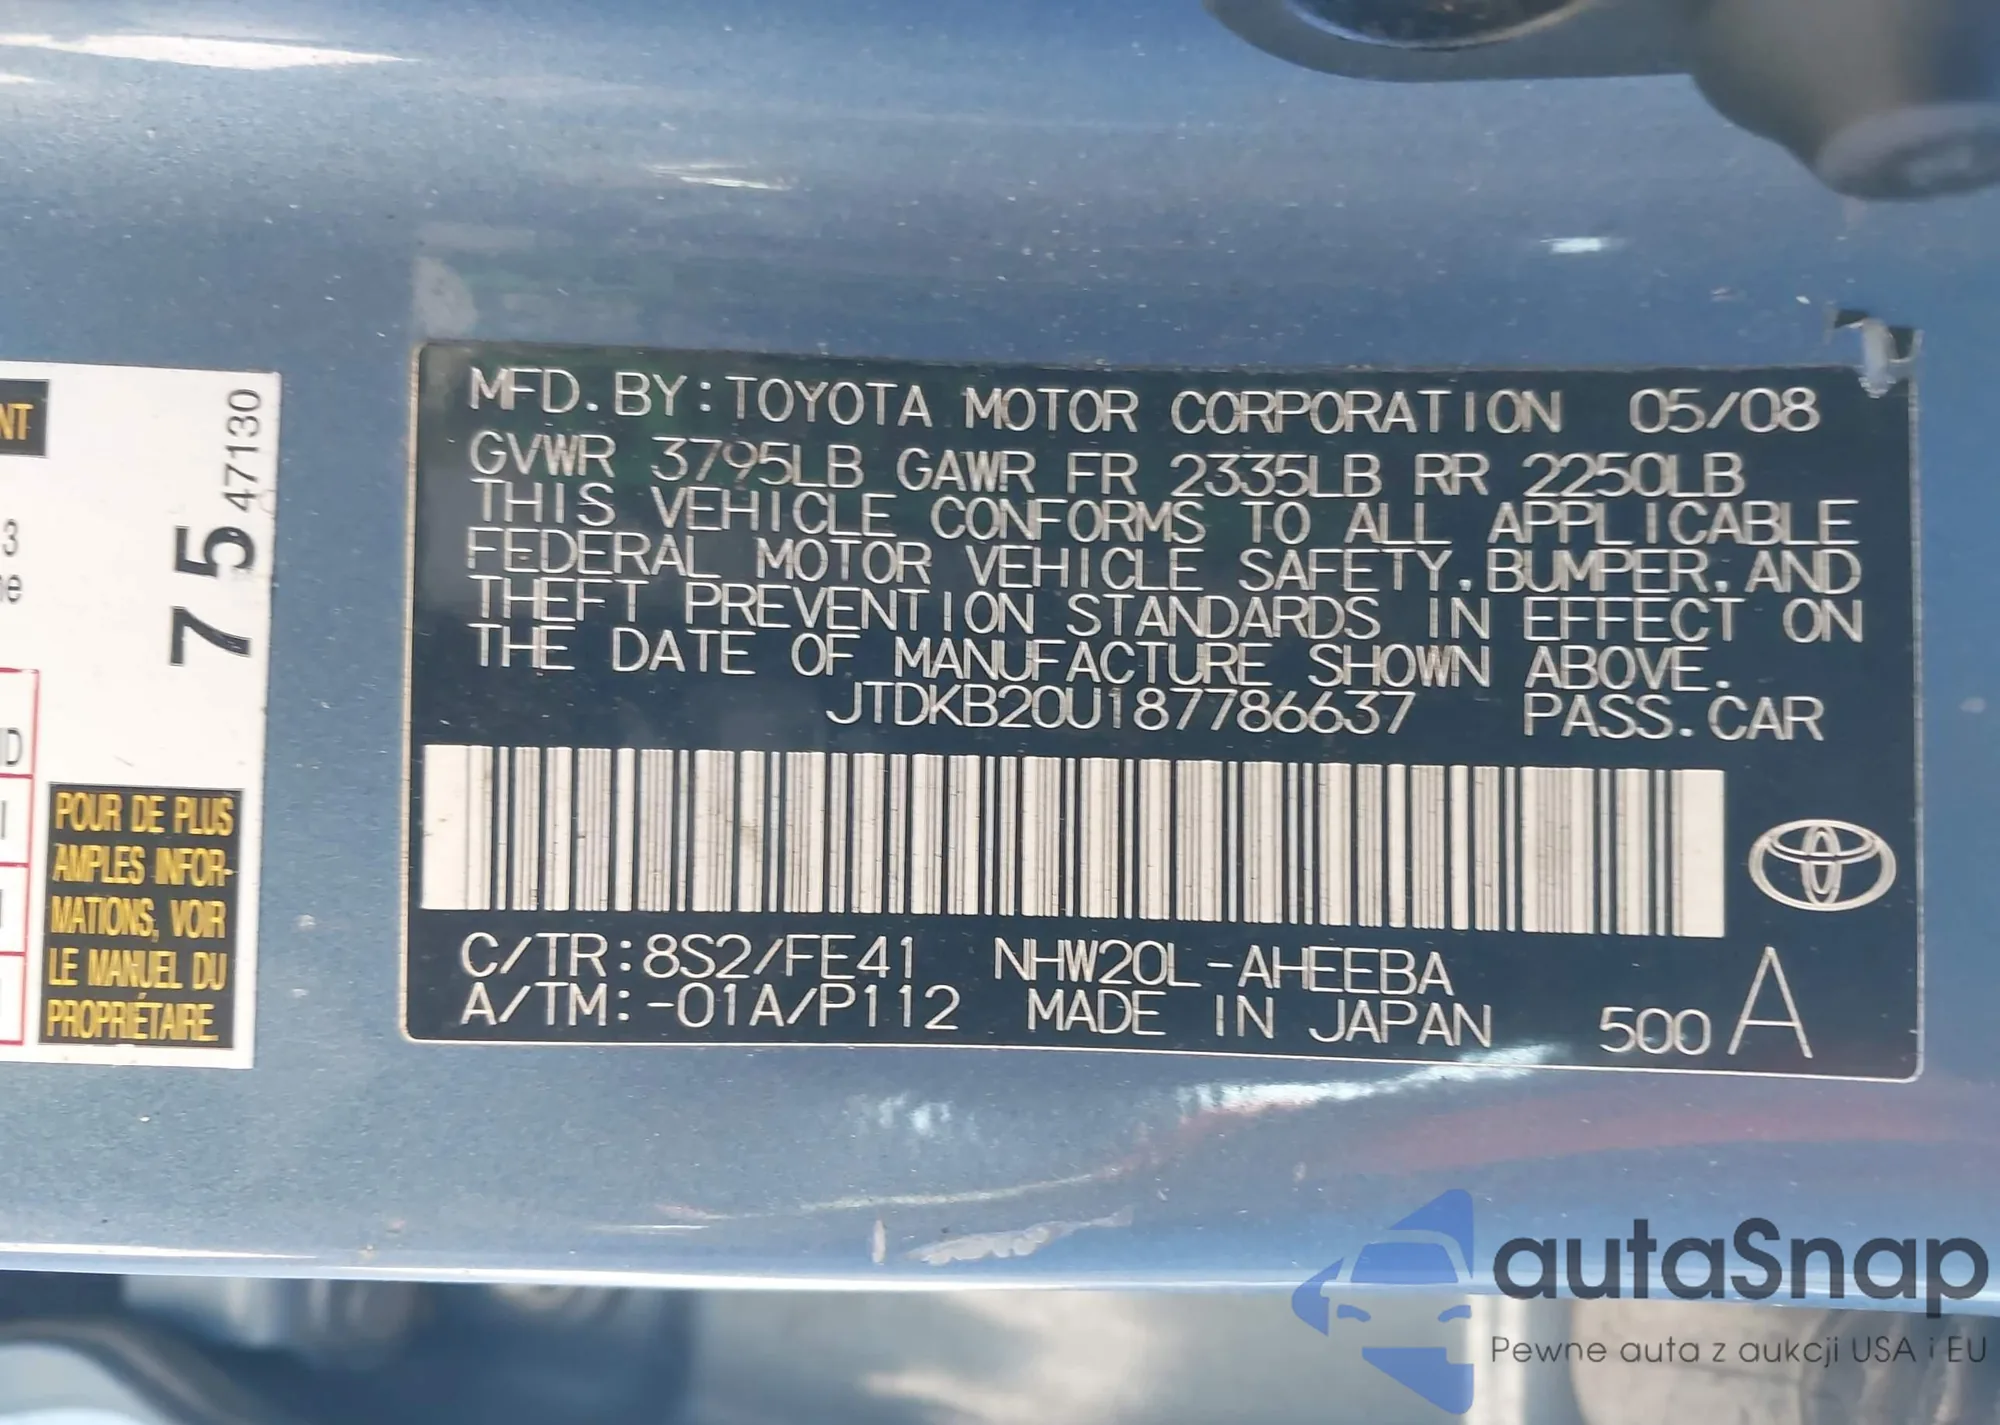 NT
3
75
47130
ND
POUR DE PLUS
AMPLES INFOR-
MATIONS, VOIR
LE MANUEL DU
PROPRIÉTAIRE.
MFD. BY: TOYOTA MOTOR CORPORATION 05/08
GVWR 3795LB GAWR FR 2335LB RR 2250LB
THIS VEHICLE CONFORMS TO ALL APPLICABLE
FEDERAL MOTOR VEHICLE SAFETY, BUMPER, AND
THEFT PREVENTION STANDARDS IN EFFECT ON
THE DATE OF MANUFACTURE SHOWN ABOVE.
JTDKB20U187786637 PASS. CAR
C/TR: 8S2/FE41 NHW20L-AHEEBA
A/TM: -01A/P112 MADE IN JAPAN 500 A
autaSnap
Pewne auta z aukcji USA i EU